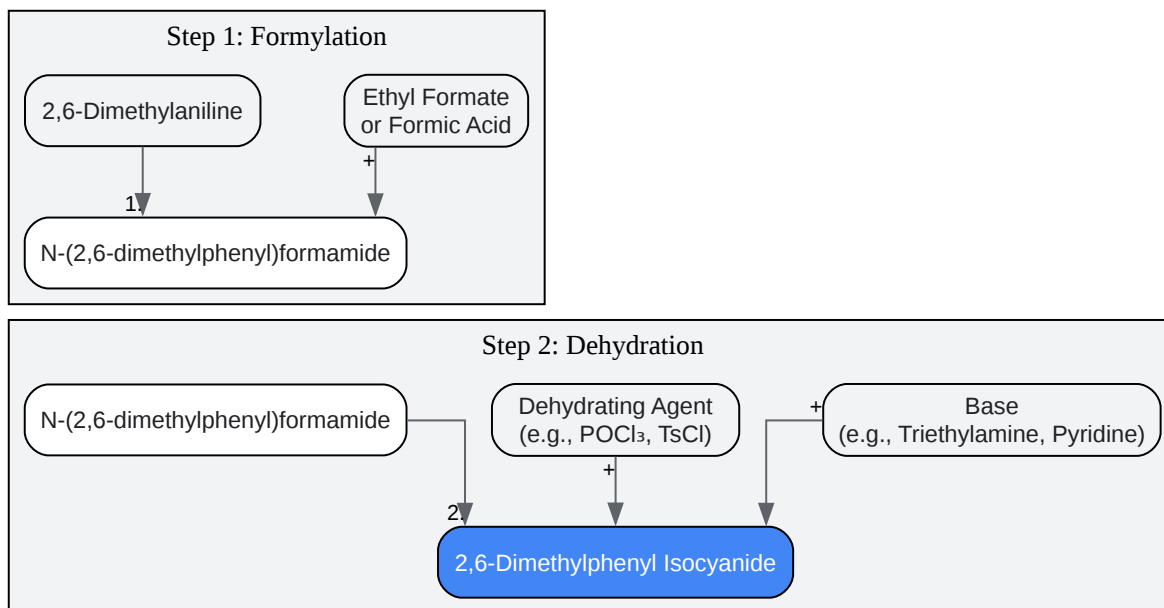 Step 1: Formylation
2,6-Dimethylaniline
Ethyl Formate
or Formic Acid
+
1.
N-(2,6-dimethylphenyl)formamide
Step 2: Dehydration
N-(2,6-dimethylphenyl)formamide
Dehydrating Agent
(e.g., POCl₃, TsCl)
+
Base
(e.g., Triethylamine, Pyridine)
+
2.
2,6-Dimethylphenyl Isocyanide